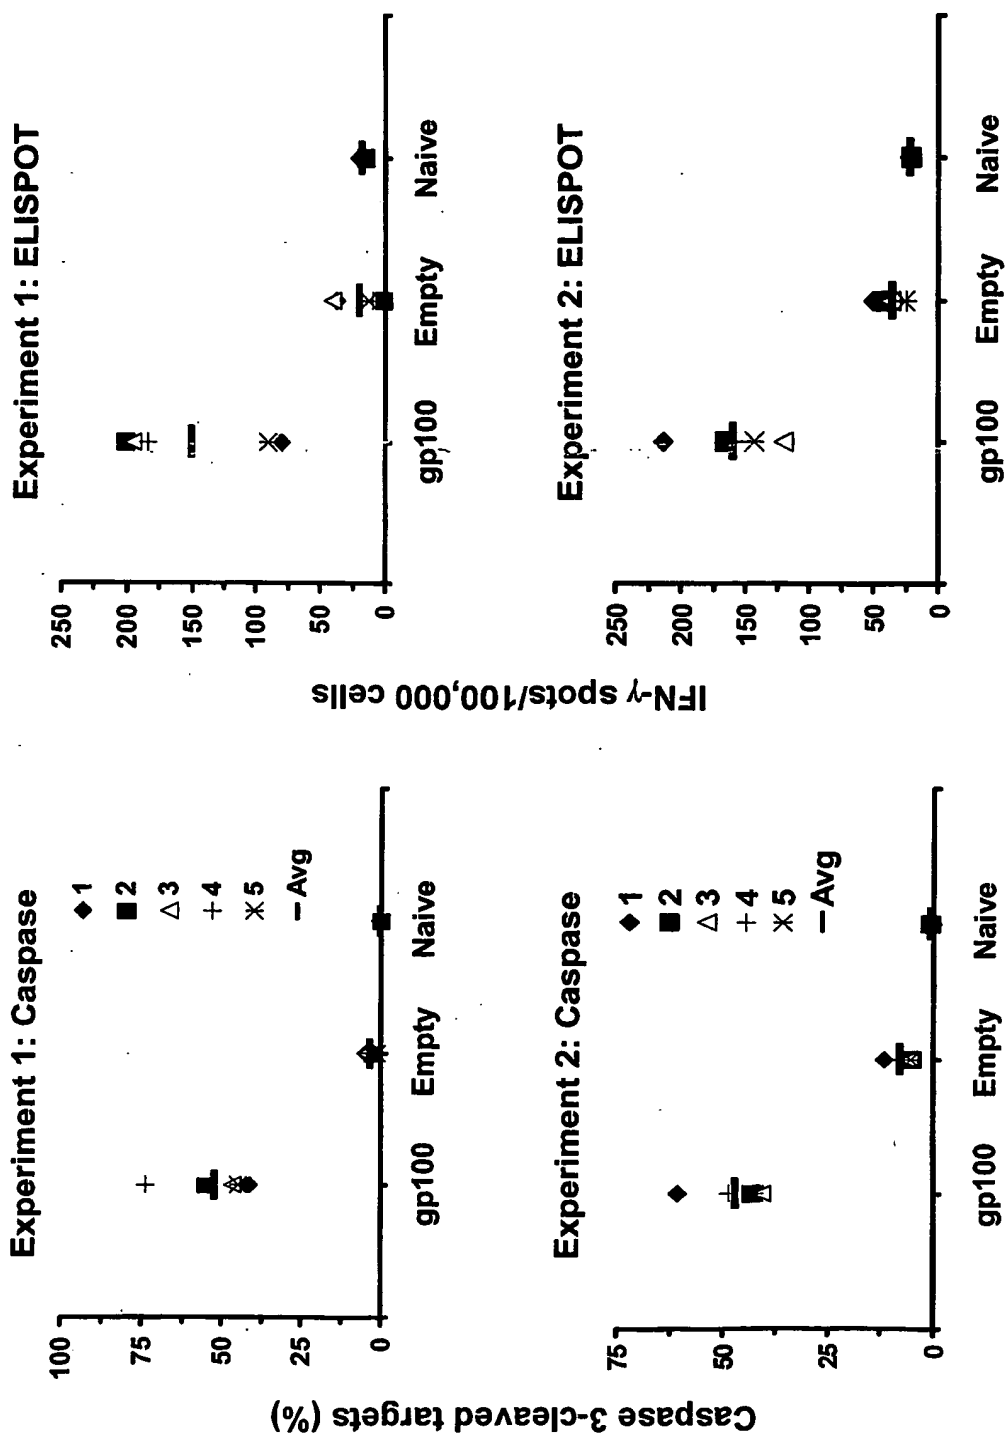 Experiment 1: Caspase
100
75
50
25
0
gp100 Empty Naive
1
2
3
4
5
Avg
Experiment 1: ELISPOT
250
200
150
100
50
0
gp100 Empty Naive
Caspase 3-cleaved targets (%)
IFN-γ spots/100,000 cells
Experiment 2: Caspase
75
50
25
0
gp100 Empty Naive
1
2
3
4
5
Avg
Experiment 2: ELISPOT
250
200
150
100
50
0
gp100 Empty Naive